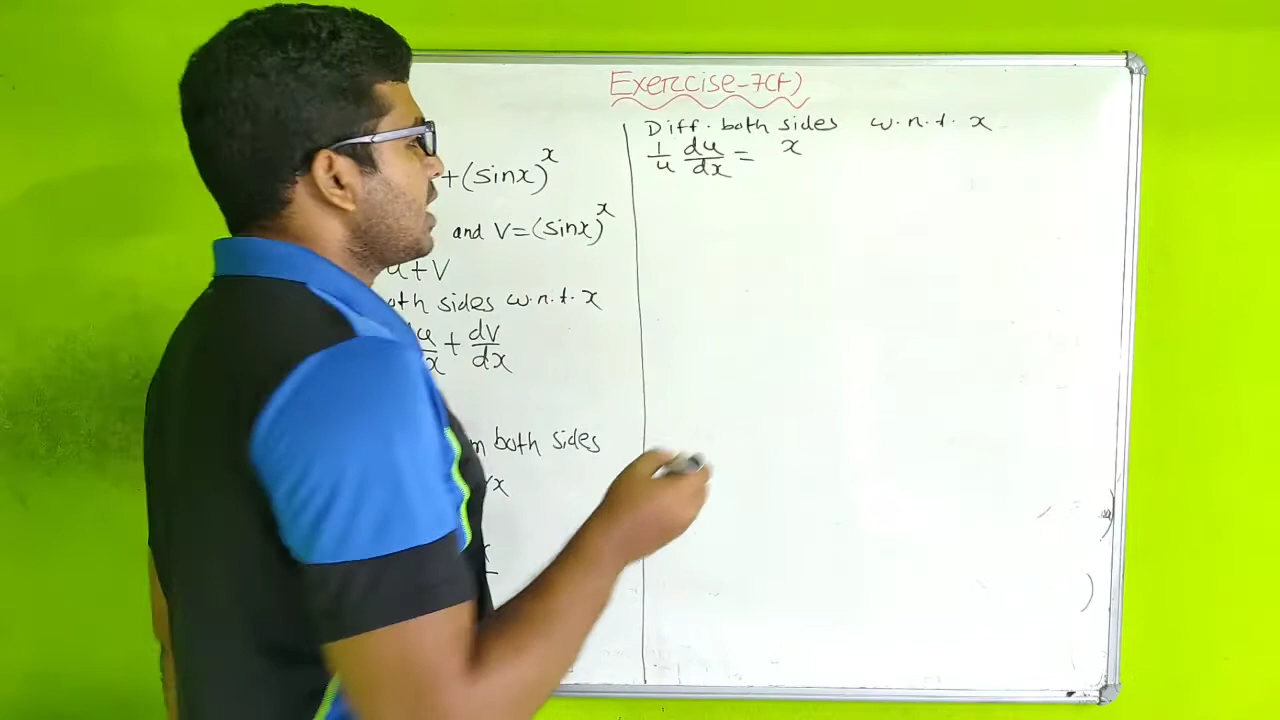 Exercise-7(f)
+(sinx)^x
and V=(sinx)^x
u+V
both sides w.r.t. x
du/dx + dv/dx
both sides
Diff. both sides w.r.t. x
1/u du/dx = x